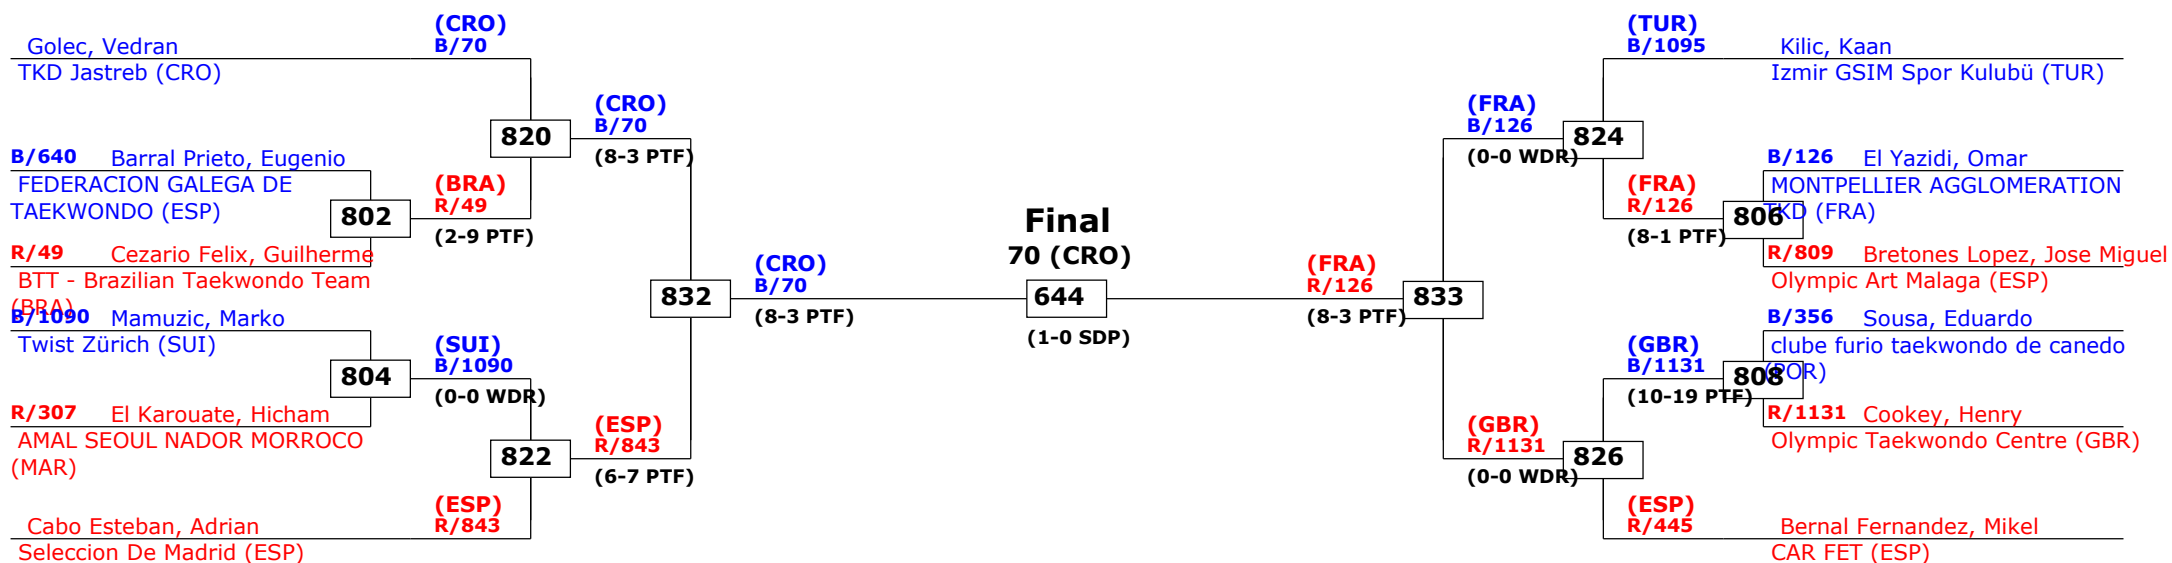 (CRO)
B/70
Golec, Vedran
TKD Jastreb (CRO)
B/640 Barral Prieto, Eugenio
FEDERACION GALEGA DE
TAEKWONDO (ESP)
802
R/49 Cezario Felix, Guilherme
BTT - Brazilian Taekwondo Team
(BRA)
(BRA)
R/49
(2-9 PTF)
820
(CRO)
B/70
(8-3 PTF)
B/1090 Mamuzic, Marko
Twist Zürich (SUI)
804
R/307 El Karouate, Hicham
AMAL SEOUL NADOR MORROCO
(MAR)
(SUI)
B/1090
(0-0 WDR)
822
(ESP)
R/843
(6-7 PTF)
(ESP)
R/843
Cabo Esteban, Adrian
Seleccion De Madrid (ESP)
832
(CRO)
B/70
(8-3 PTF)
Final
70 (CRO)
644
(1-0 SDP)
(FRA)
R/126
(8-3 PTF)
833
(FRA)
B/126
(0-0 WDR)
824
(TUR)
B/1095
Kilic, Kaan
Izmir GSIM Spor Kulubü (TUR)
(FRA)
R/126
(8-1 PTF)
806
B/126 El Yazidi, Omar
MONTPELLIER AGGLOMERATION
TKD (FRA)
R/809 Bretones Lopez, Jose Miguel
Olympic Art Malaga (ESP)
B/356 Sousa, Eduardo
clube furio taekwondo de canedo
(POR)
808
R/1131 Cookey, Henry
Olympic Taekwondo Centre (GBR)
(GBR)
B/1131
(10-19 PTF)
(GBR)
R/1131
(0-0 WDR)
826
(ESP)
R/445
Bernal Fernandez, Mikel
CAR FET (ESP)